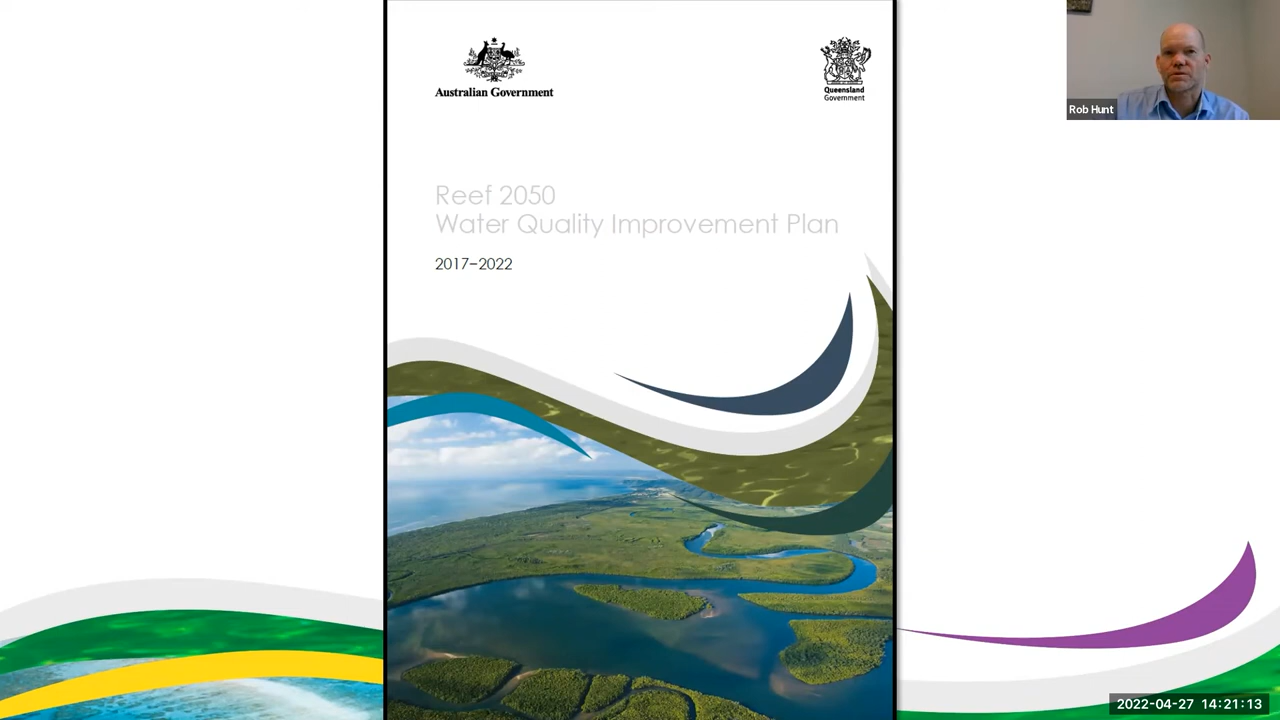 Australian Government
Queensland
Government
Rob Hunt
Reef 2050
Water Quality Improvement Plan
2017–2022
2022-04-27 14:21:13